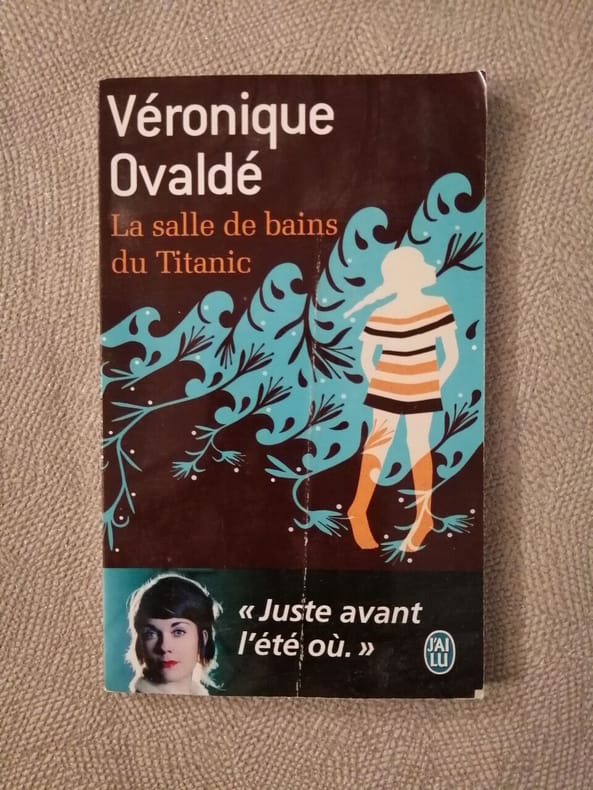 Véronique
Ovaldé
La salle de bains
du Titanic
« Juste avant
l'été où. »
J'AI
LU